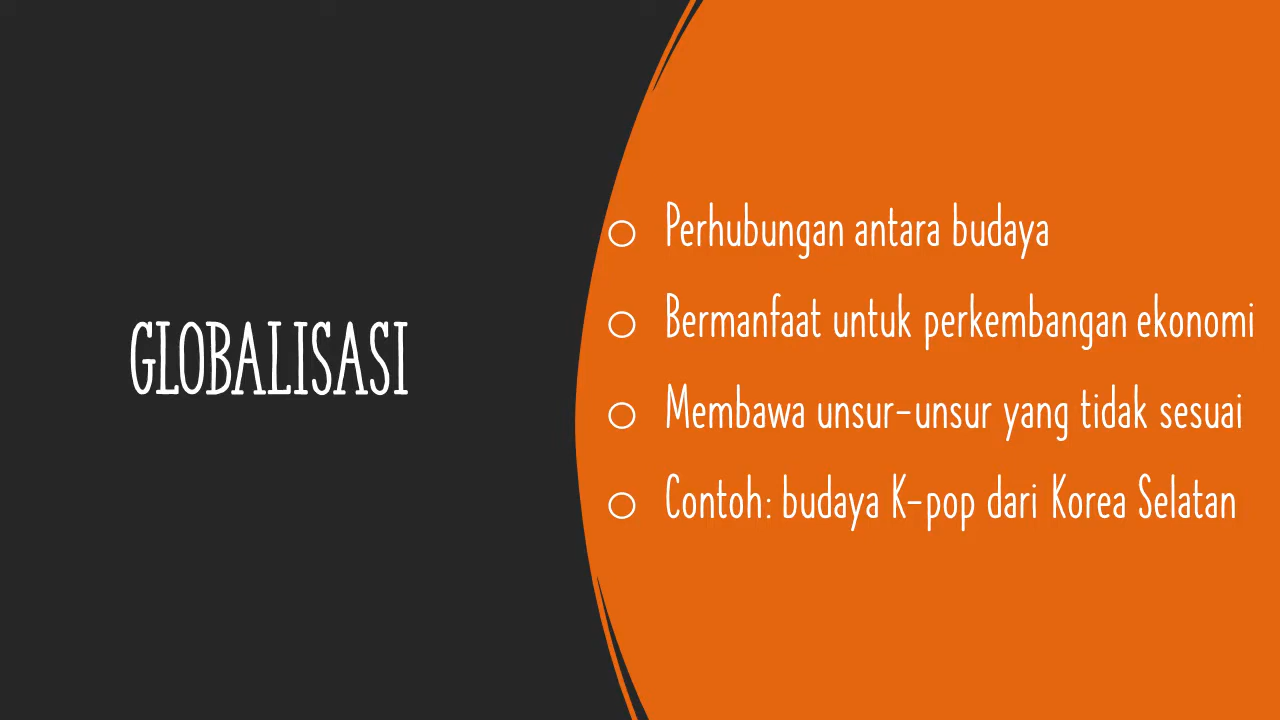 GLOBALISASI
○ Perhubungan antara budaya
○ Bermanfaat untuk perkembangan ekonomi
○ Membawa unsur-unsur yang tidak sesuai
○ Contoh: budaya K-pop dari Korea Selatan